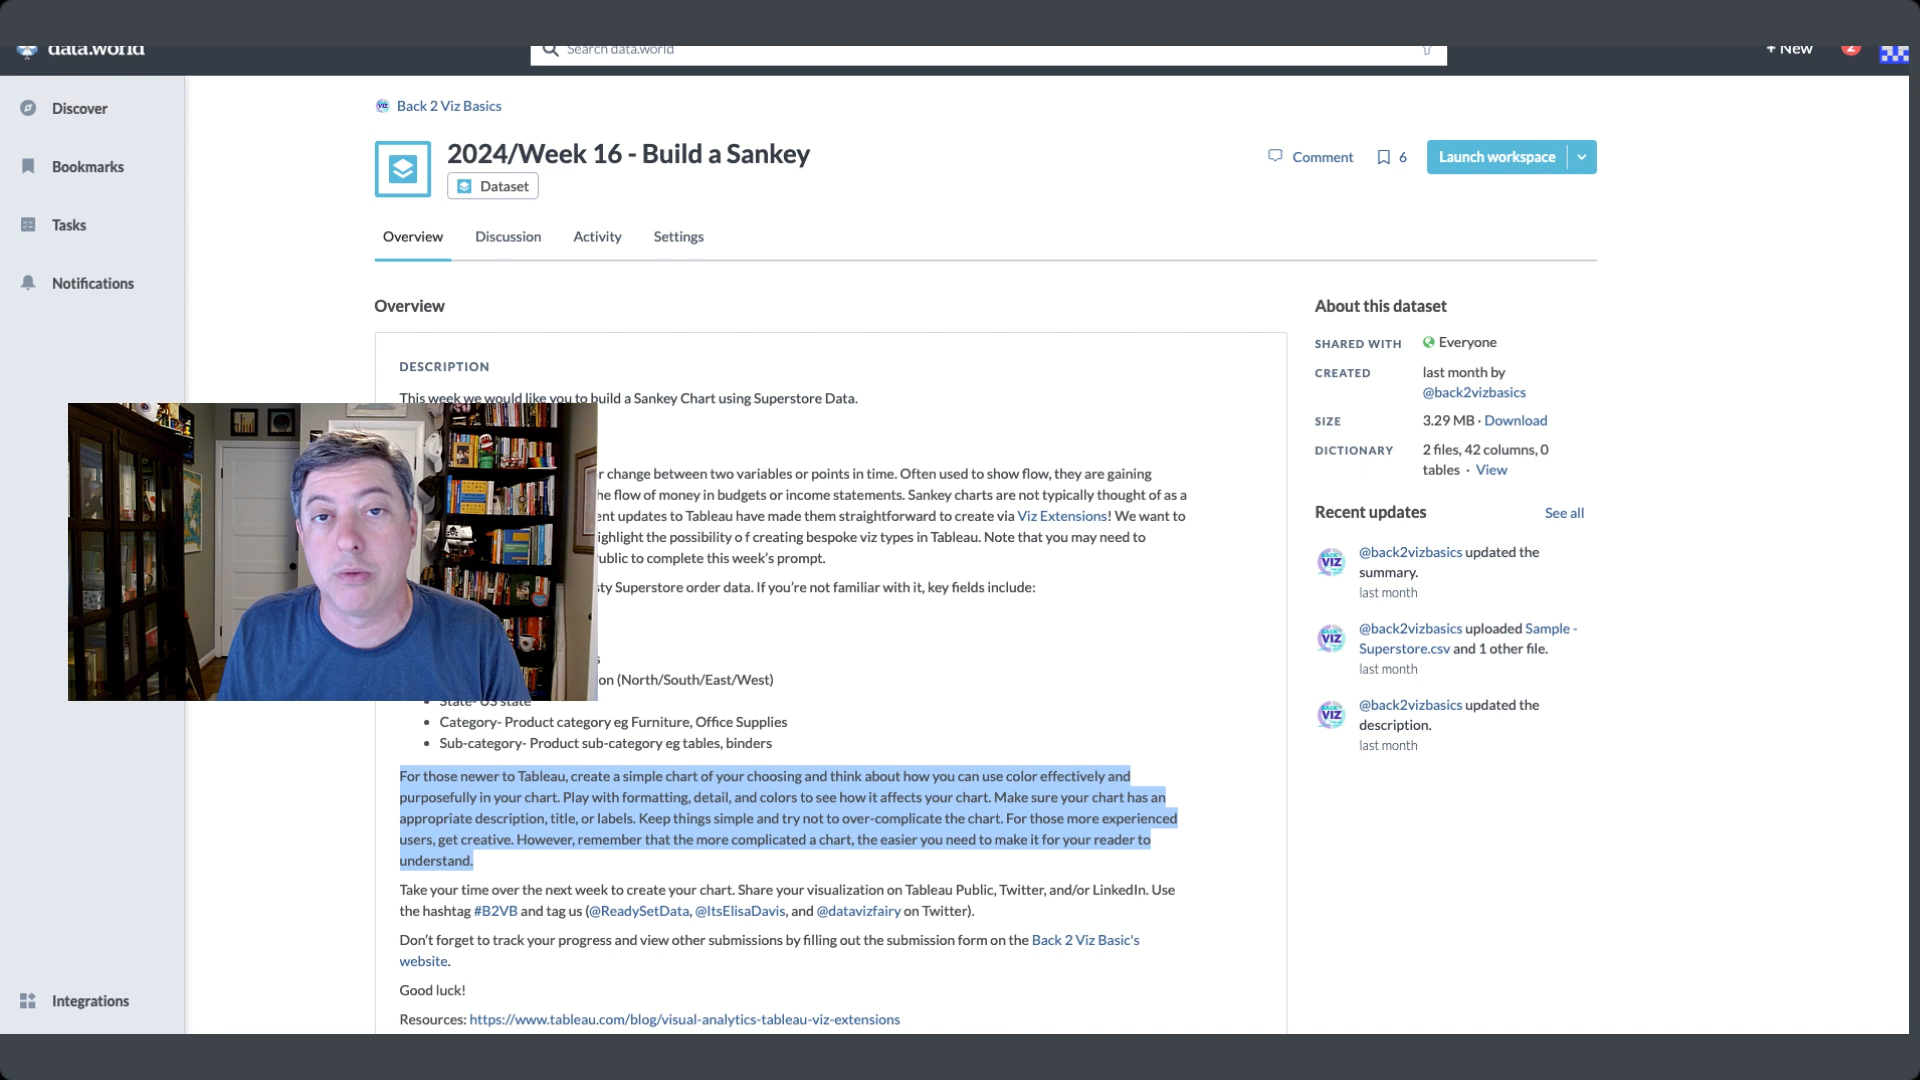 data.world
Search data.world
+ New
2
Discover
Bookmarks
Tasks
Notifications
Integrations
Back 2 Viz Basics
2024/Week 16 - Build a Sankey
Dataset
Comment
6
Launch workspace
Overview
Discussion
Activity
Settings
Overview
DESCRIPTION
This week we would like you to build a Sankey Chart using Superstore Data.
r change between two variables or points in time. Often used to show flow, they are gaining
he flow of money in budgets or income statements. Sankey charts are not typically thought of as a
ent updates to Tableau have made them straightforward to create via Viz Extensions! We want to
ighlight the possibility o f creating bespoke viz types in Tableau. Note that you may need to
ublic to complete this week's prompt.
sty Superstore order data. If you're not familiar with it, key fields include:
s
on (North/South/East/West)
State- US state
Category- Product category eg Furniture, Office Supplies
Sub-category- Product sub-category eg tables, binders
For those newer to Tableau, create a simple chart of your choosing and think about how you can use color effectively and
purposefully in your chart. Play with formatting, detail, and colors to see how it affects your chart. Make sure your chart has an
appropriate description, title, or labels. Keep things simple and try not to over-complicate the chart. For those more experienced
users, get creative. However, remember that the more complicated a chart, the easier you need to make it for your reader to
understand.
Take your time over the next week to create your chart. Share your visualization on Tableau Public, Twitter, and/or LinkedIn. Use
the hashtag #B2VB and tag us (@ReadySetData, @ItsElisaDavis, and @datavizfairy on Twitter).
Don't forget to track your progress and view other submissions by filling out the submission form on the Back 2 Viz Basic's
website.
Good luck!
Resources: https://www.tableau.com/blog/visual-analytics-tableau-viz-extensions
About this dataset
SHARED WITH Everyone
CREATED last month by
@back2vizbasics
SIZE 3.29 MB · Download
DICTIONARY 2 files, 42 columns, 0
tables · View
Recent updates See all
@back2vizbasics updated the
summary.
last month
@back2vizbasics uploaded Sample -
Superstore.csv and 1 other file.
last month
@back2vizbasics updated the
description.
last month